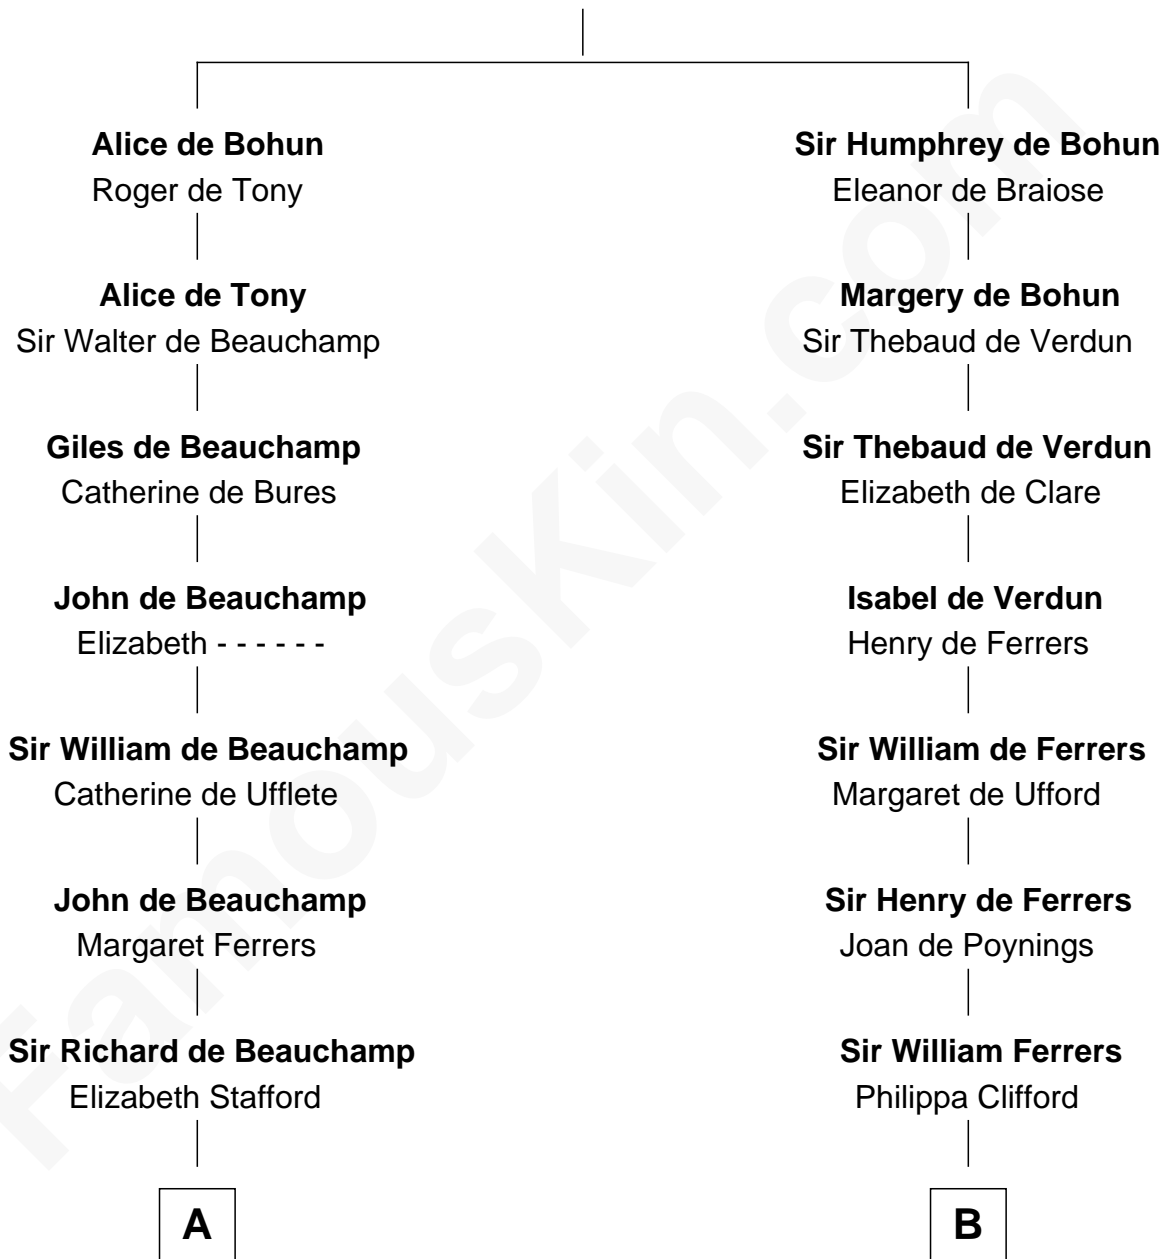 Alice de Bohun
Roger de Tony
Alice de Tony
Sir Walter de Beauchamp
Giles de Beauchamp
Catherine de Bures
John de Beauchamp
Elizabeth - - - - - -
Sir William de Beauchamp
Catherine de Ufflete
John de Beauchamp
Margaret Ferrers
Sir Richard de Beauchamp
Elizabeth Stafford
A
Sir Humphrey de Bohun
Eleanor de Braiose
Margery de Bohun
Sir Thebaud de Verdun
Sir Thebaud de Verdun
Elizabeth de Clare
Isabel de Verdun
Henry de Ferrers
Sir William de Ferrers
Margaret de Ufford
Sir Henry de Ferrers
Joan de Poynings
Sir William Ferrers
Philippa Clifford
B
FamousKin.com